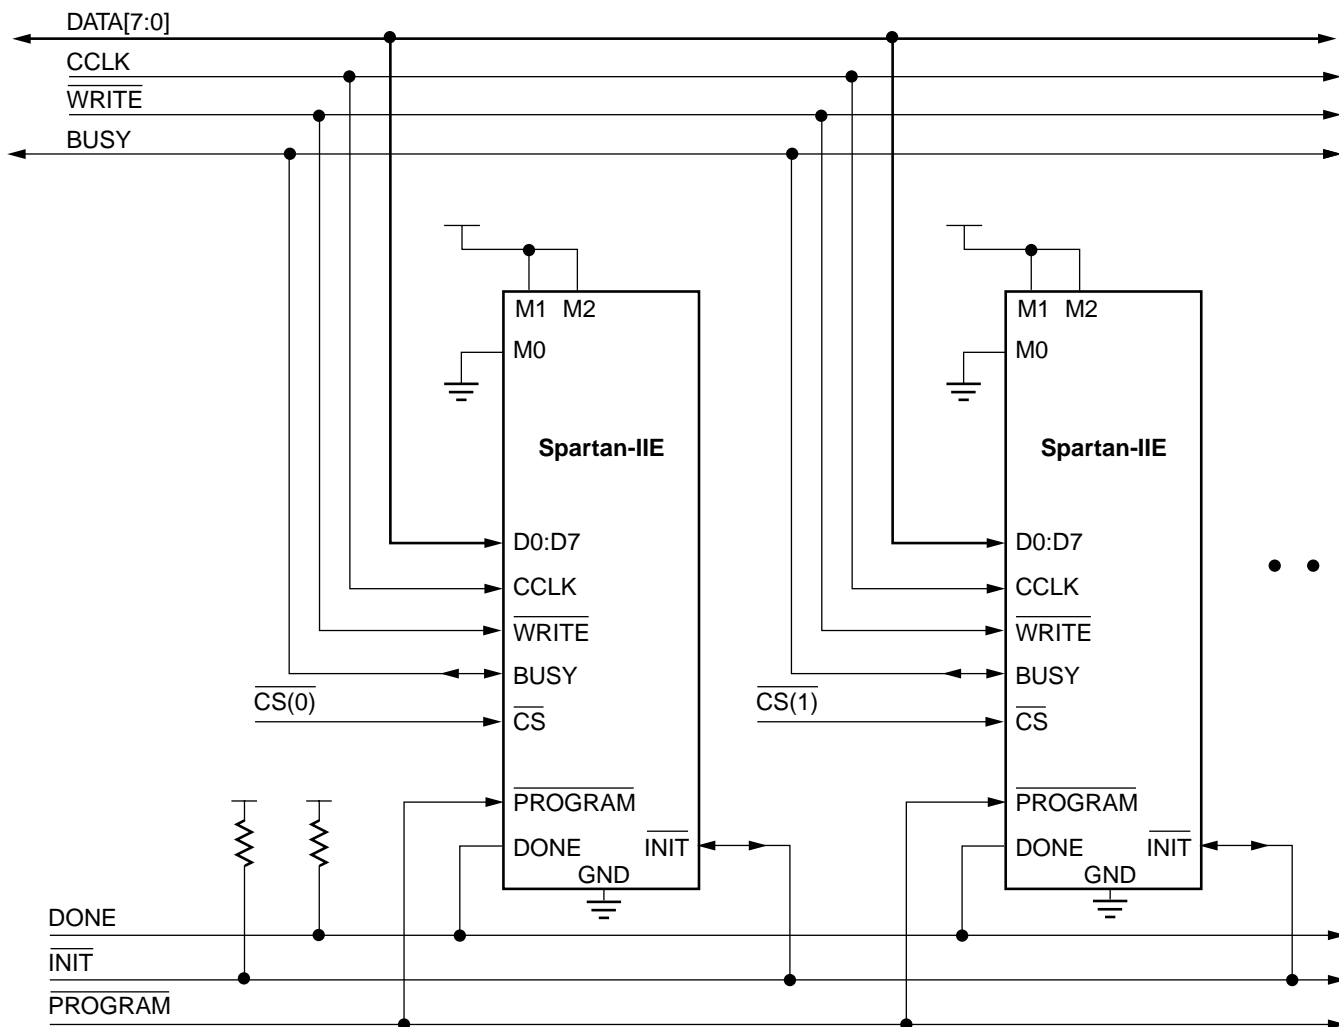 DATA[7:0]
CCLK
WRITE
BUSY
M1 M2
M0
Spartan-IIE
D0:D7
CCLK
WRITE
BUSY
CS(0)
CS
PROGRAM
DONE INIT
GND
M1 M2
M0
Spartan-IIE
D0:D7
CCLK
WRITE
BUSY
CS(1)
CS
PROGRAM
DONE INIT
GND
DONE
INIT
PROGRAM